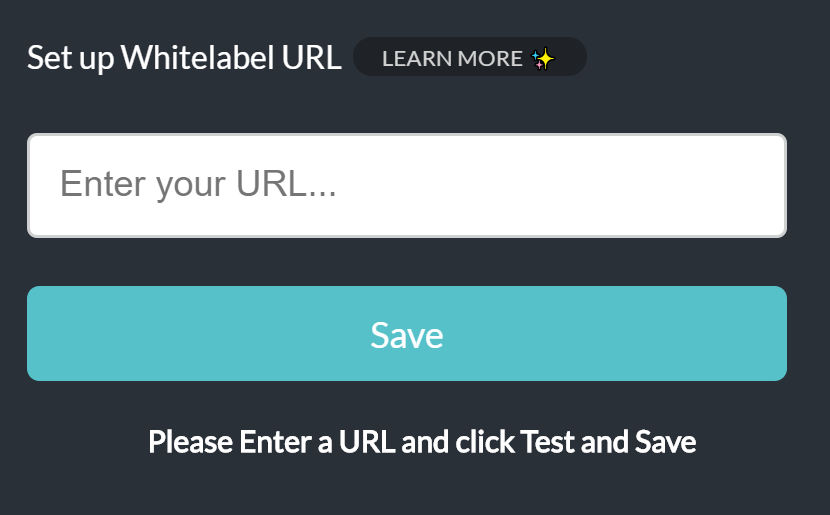 Set up Whitelabel URL LEARN MORE ✨
Enter your URL...
Save
Please Enter a URL and click Test and Save